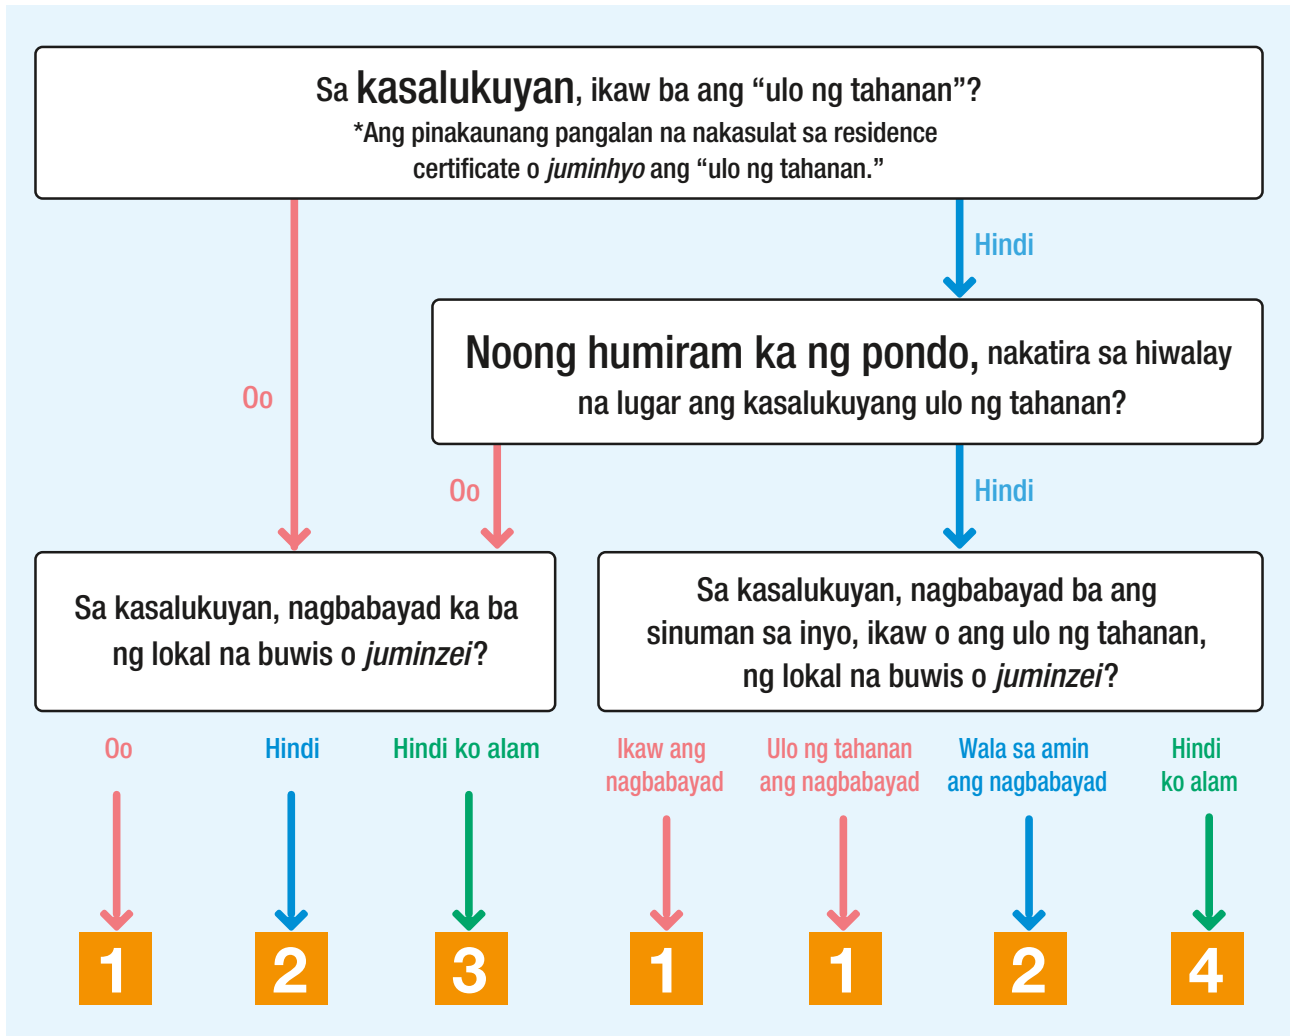 Sa kasalukuyan, ikaw ba ang “ulo ng tahanan”?
*Ang pinakaunang pangalan na nakasulat sa residence
certificate o juminhyo ang “ulo ng tahanan.”
Hindi
Noong humiram ka ng pondo, nakatira sa hiwalay
na lugar ang kasalukuyang ulo ng tahanan?
Oo
Oo
Hindi
Sa kasalukuyan, nagbabayad ka ba
ng lokal na buwis o juminzei?
Sa kasalukuyan, nagbabayad ba ang
sinuman sa inyo, ikaw o ang ulo ng tahanan,
ng lokal na buwis o juminzei?
Oo
Hindi
Hindi ko alam
Ikaw ang
nagbabayad
Ulo ng tahanan
ang nagbabayad
Wala sa amin
ang nagbabayad
Hindi
ko alam
1
2
3
1
1
2
4